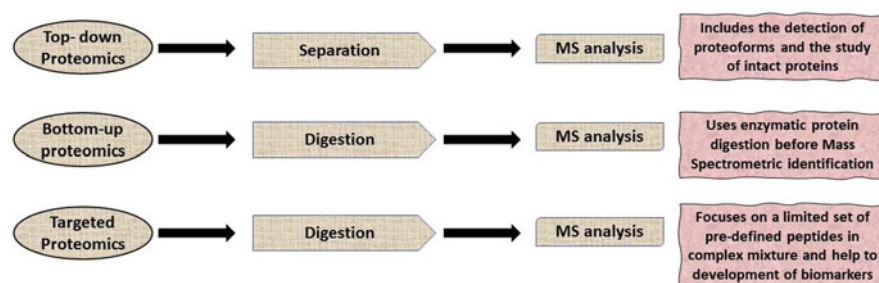 Top- down
Proteomics
Separation
MS analysis
Includes the detection of
proteoforms and the study
of intact proteins
Bottom-up
proteomics
Digestion
MS analysis
Uses enzymatic protein
digestion before Mass
Spectrometric identification
Targeted
Proteomics
Digestion
MS analysis
Focuses on a limited set of
pre-defined peptides in
complex mixture and help to
development of biomarkers